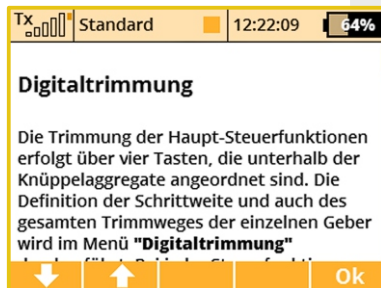 Tx Standard 12:22:09 64%
Digitaltrimmung
Die Trimmung der Haupt-Steuerfunktionen
erfolgt über vier Tasten, die unterhalb der
Knüppelaggregate angeordnet sind. Die
Definition der Schrittweite und auch des
gesamten Trimmweges der einzelnen Geber
wird im Menü "Digitaltrimmung"
Ok